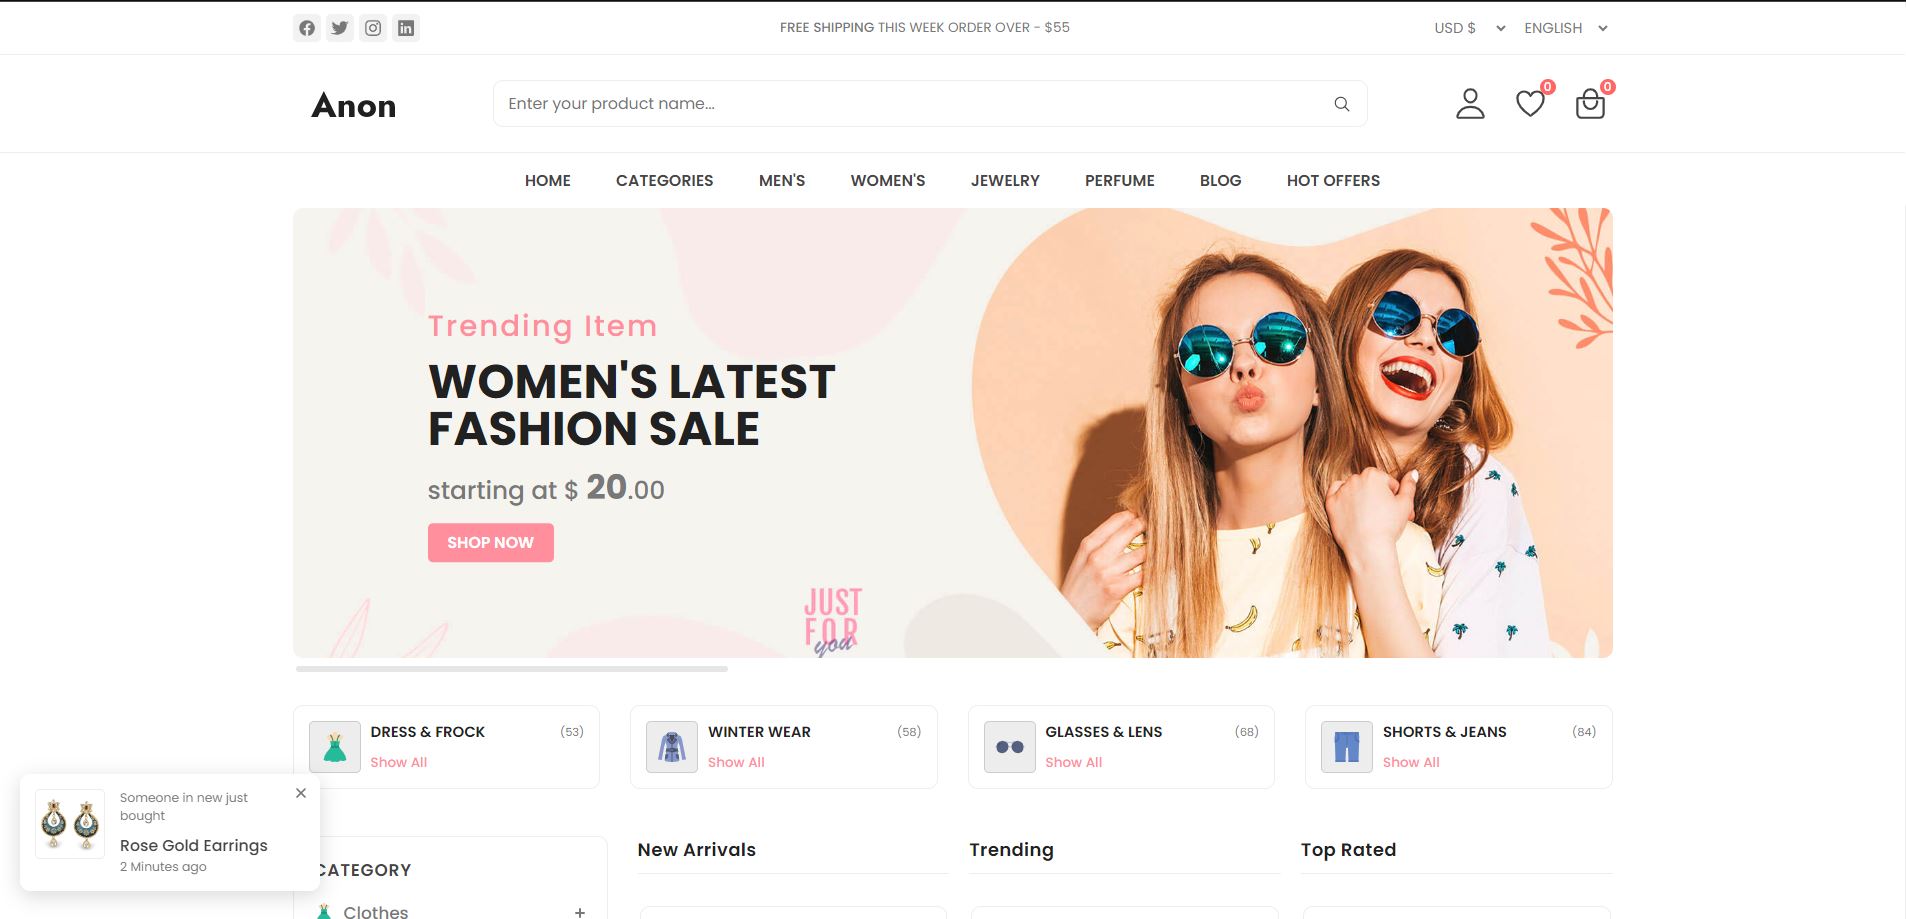 FREE SHIPPING THIS WEEK ORDER OVER - $55
USD $
ENGLISH
Anon
Enter your product name...
0
0
HOME
CATEGORIES
MEN'S
WOMEN'S
JEWELRY
PERFUME
BLOG
HOT OFFERS
Trending Item
WOMEN'S LATEST
FASHION SALE
starting at $ 20.00
SHOP NOW
JUST
FOR
you
DRESS & FROCK
(53)
Show All
WINTER WEAR
(58)
Show All
GLASSES & LENS
(68)
Show All
SHORTS & JEANS
(84)
Show All
Someone in new just
bought
Rose Gold Earrings
2 Minutes ago
CATEGORY
Clothes
+
New Arrivals
Trending
Top Rated